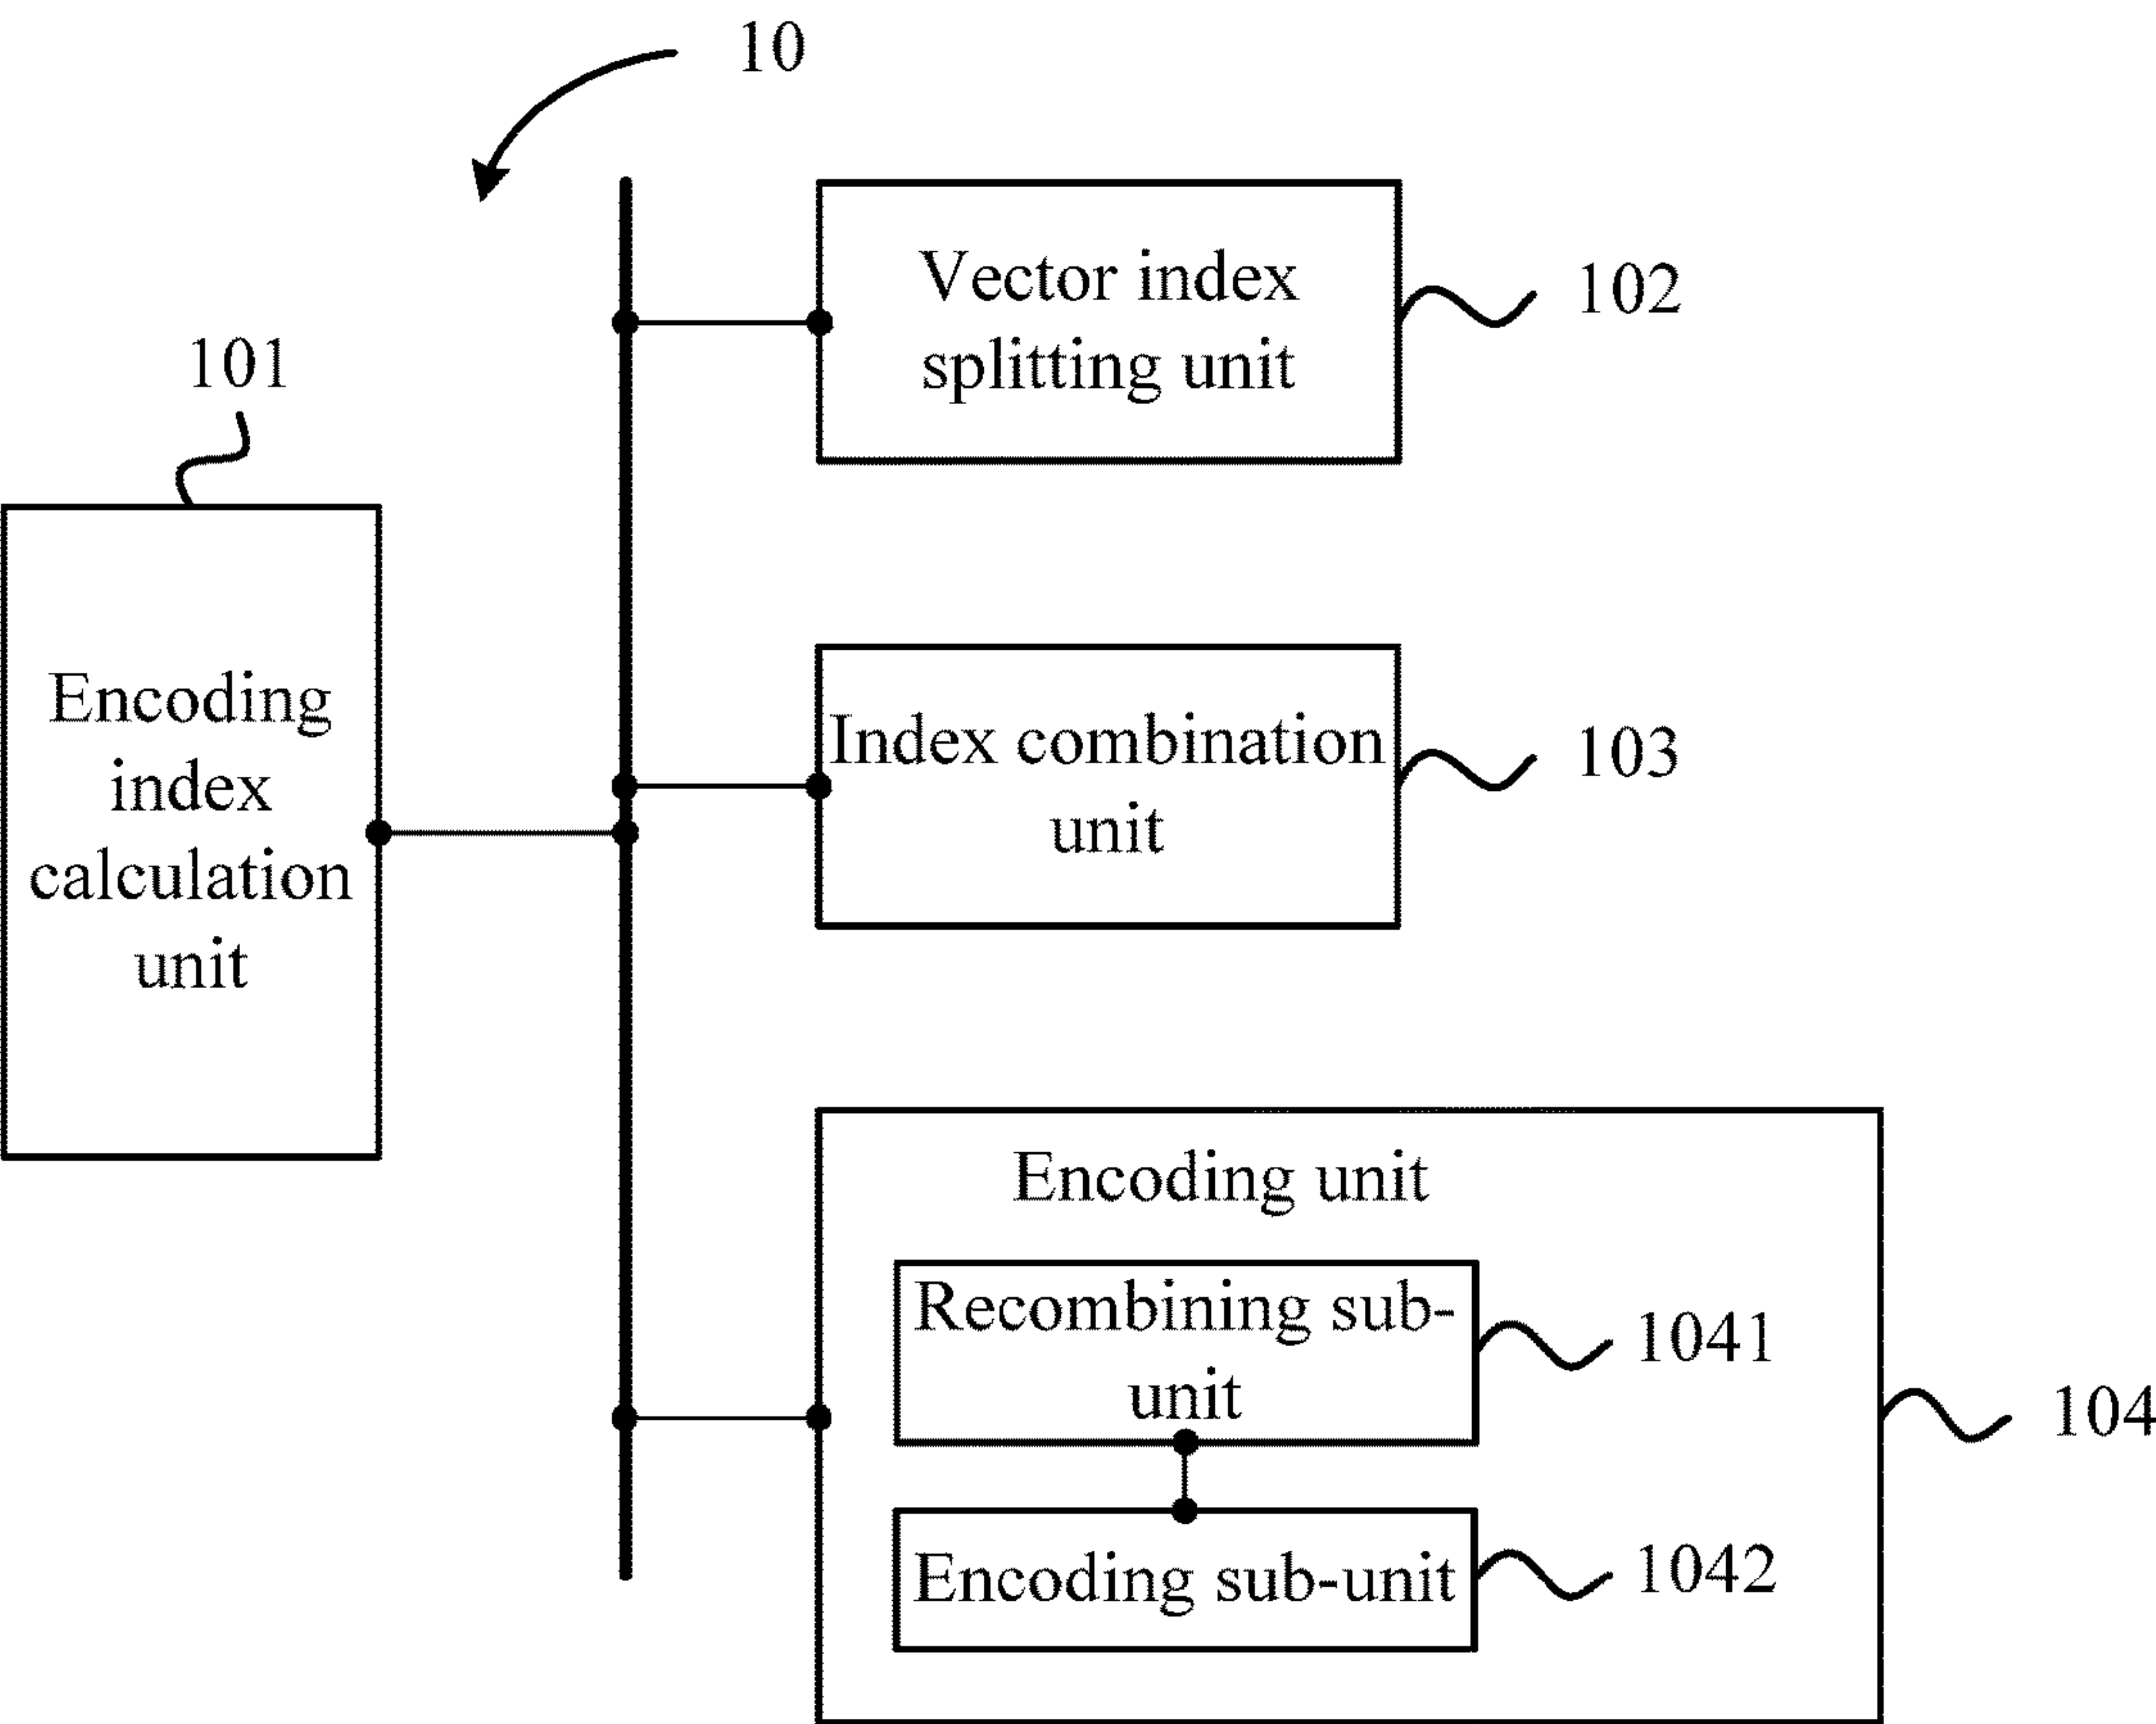 10
Vector index
splitting unit
102
101
Encoding
index
calculation
unit
Index combination
unit
103
Encoding unit
Recombining sub-
unit
1041
104
Encoding sub-unit
1042